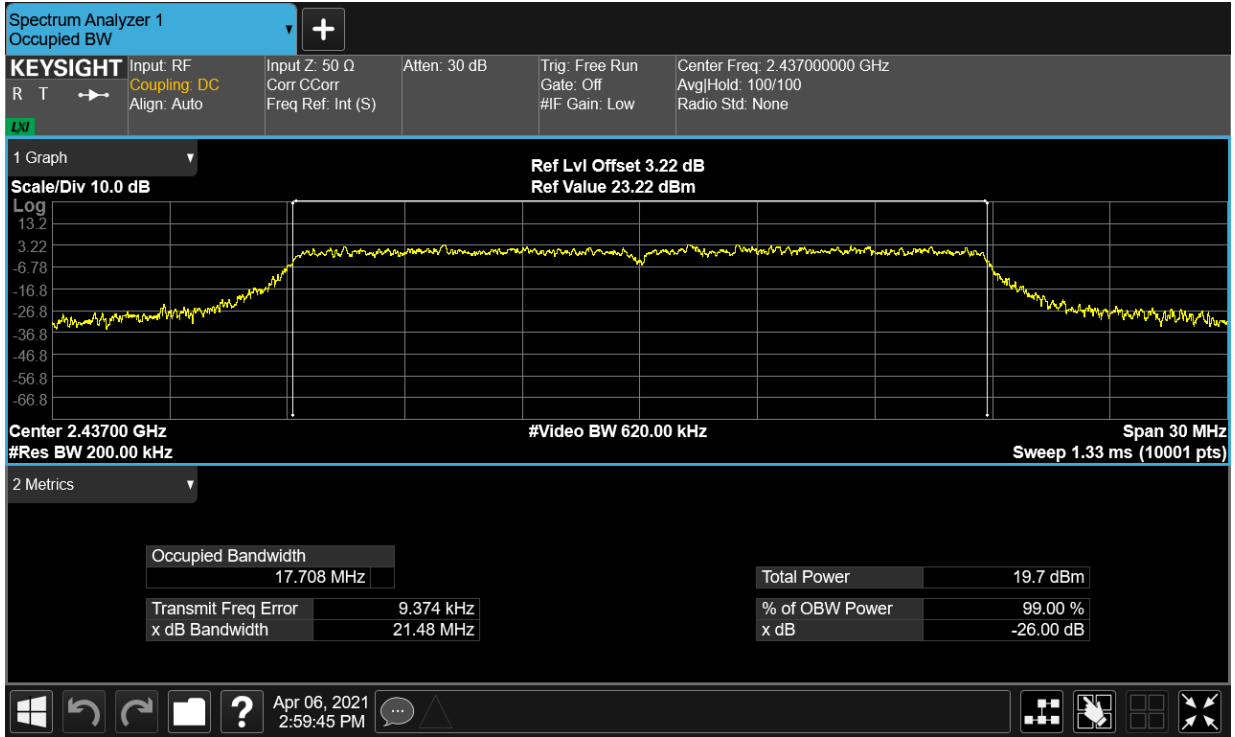 Spectrum Analyzer 1
Occupied BW
▼
+
KEYSIGHT
R T
LXI
Input: RF
Coupling: DC
Align: Auto
Input Z: 50 Ω
Corr CCorr
Freq Ref: Int (S)
Atten: 30 dB
Trig: Free Run
Gate: Off
#IF Gain: Low
Center Freq: 2.437000000 GHz
Avg|Hold: 100/100
Radio Std: None
1 Graph ▼
Scale/Div 10.0 dB
Ref Lvl Offset 3.22 dB
Ref Value 23.22 dBm
Log
13.2
3.22
-6.78
-16.8
-26.8
-36.8
-46.8
-56.8
-66.8
Center 2.43700 GHz
#Video BW 620.00 kHz
Span 30 MHz
#Res BW 200.00 kHz
Sweep 1.33 ms (10001 pts)
2 Metrics ▼
Occupied Bandwidth
17.708 MHz
Total Power 19.7 dBm
Transmit Freq Error 9.374 kHz
% of OBW Power 99.00 %
x dB Bandwidth 21.48 MHz
x dB -26.00 dB
?
Apr 06, 2021
2:59:45 PM